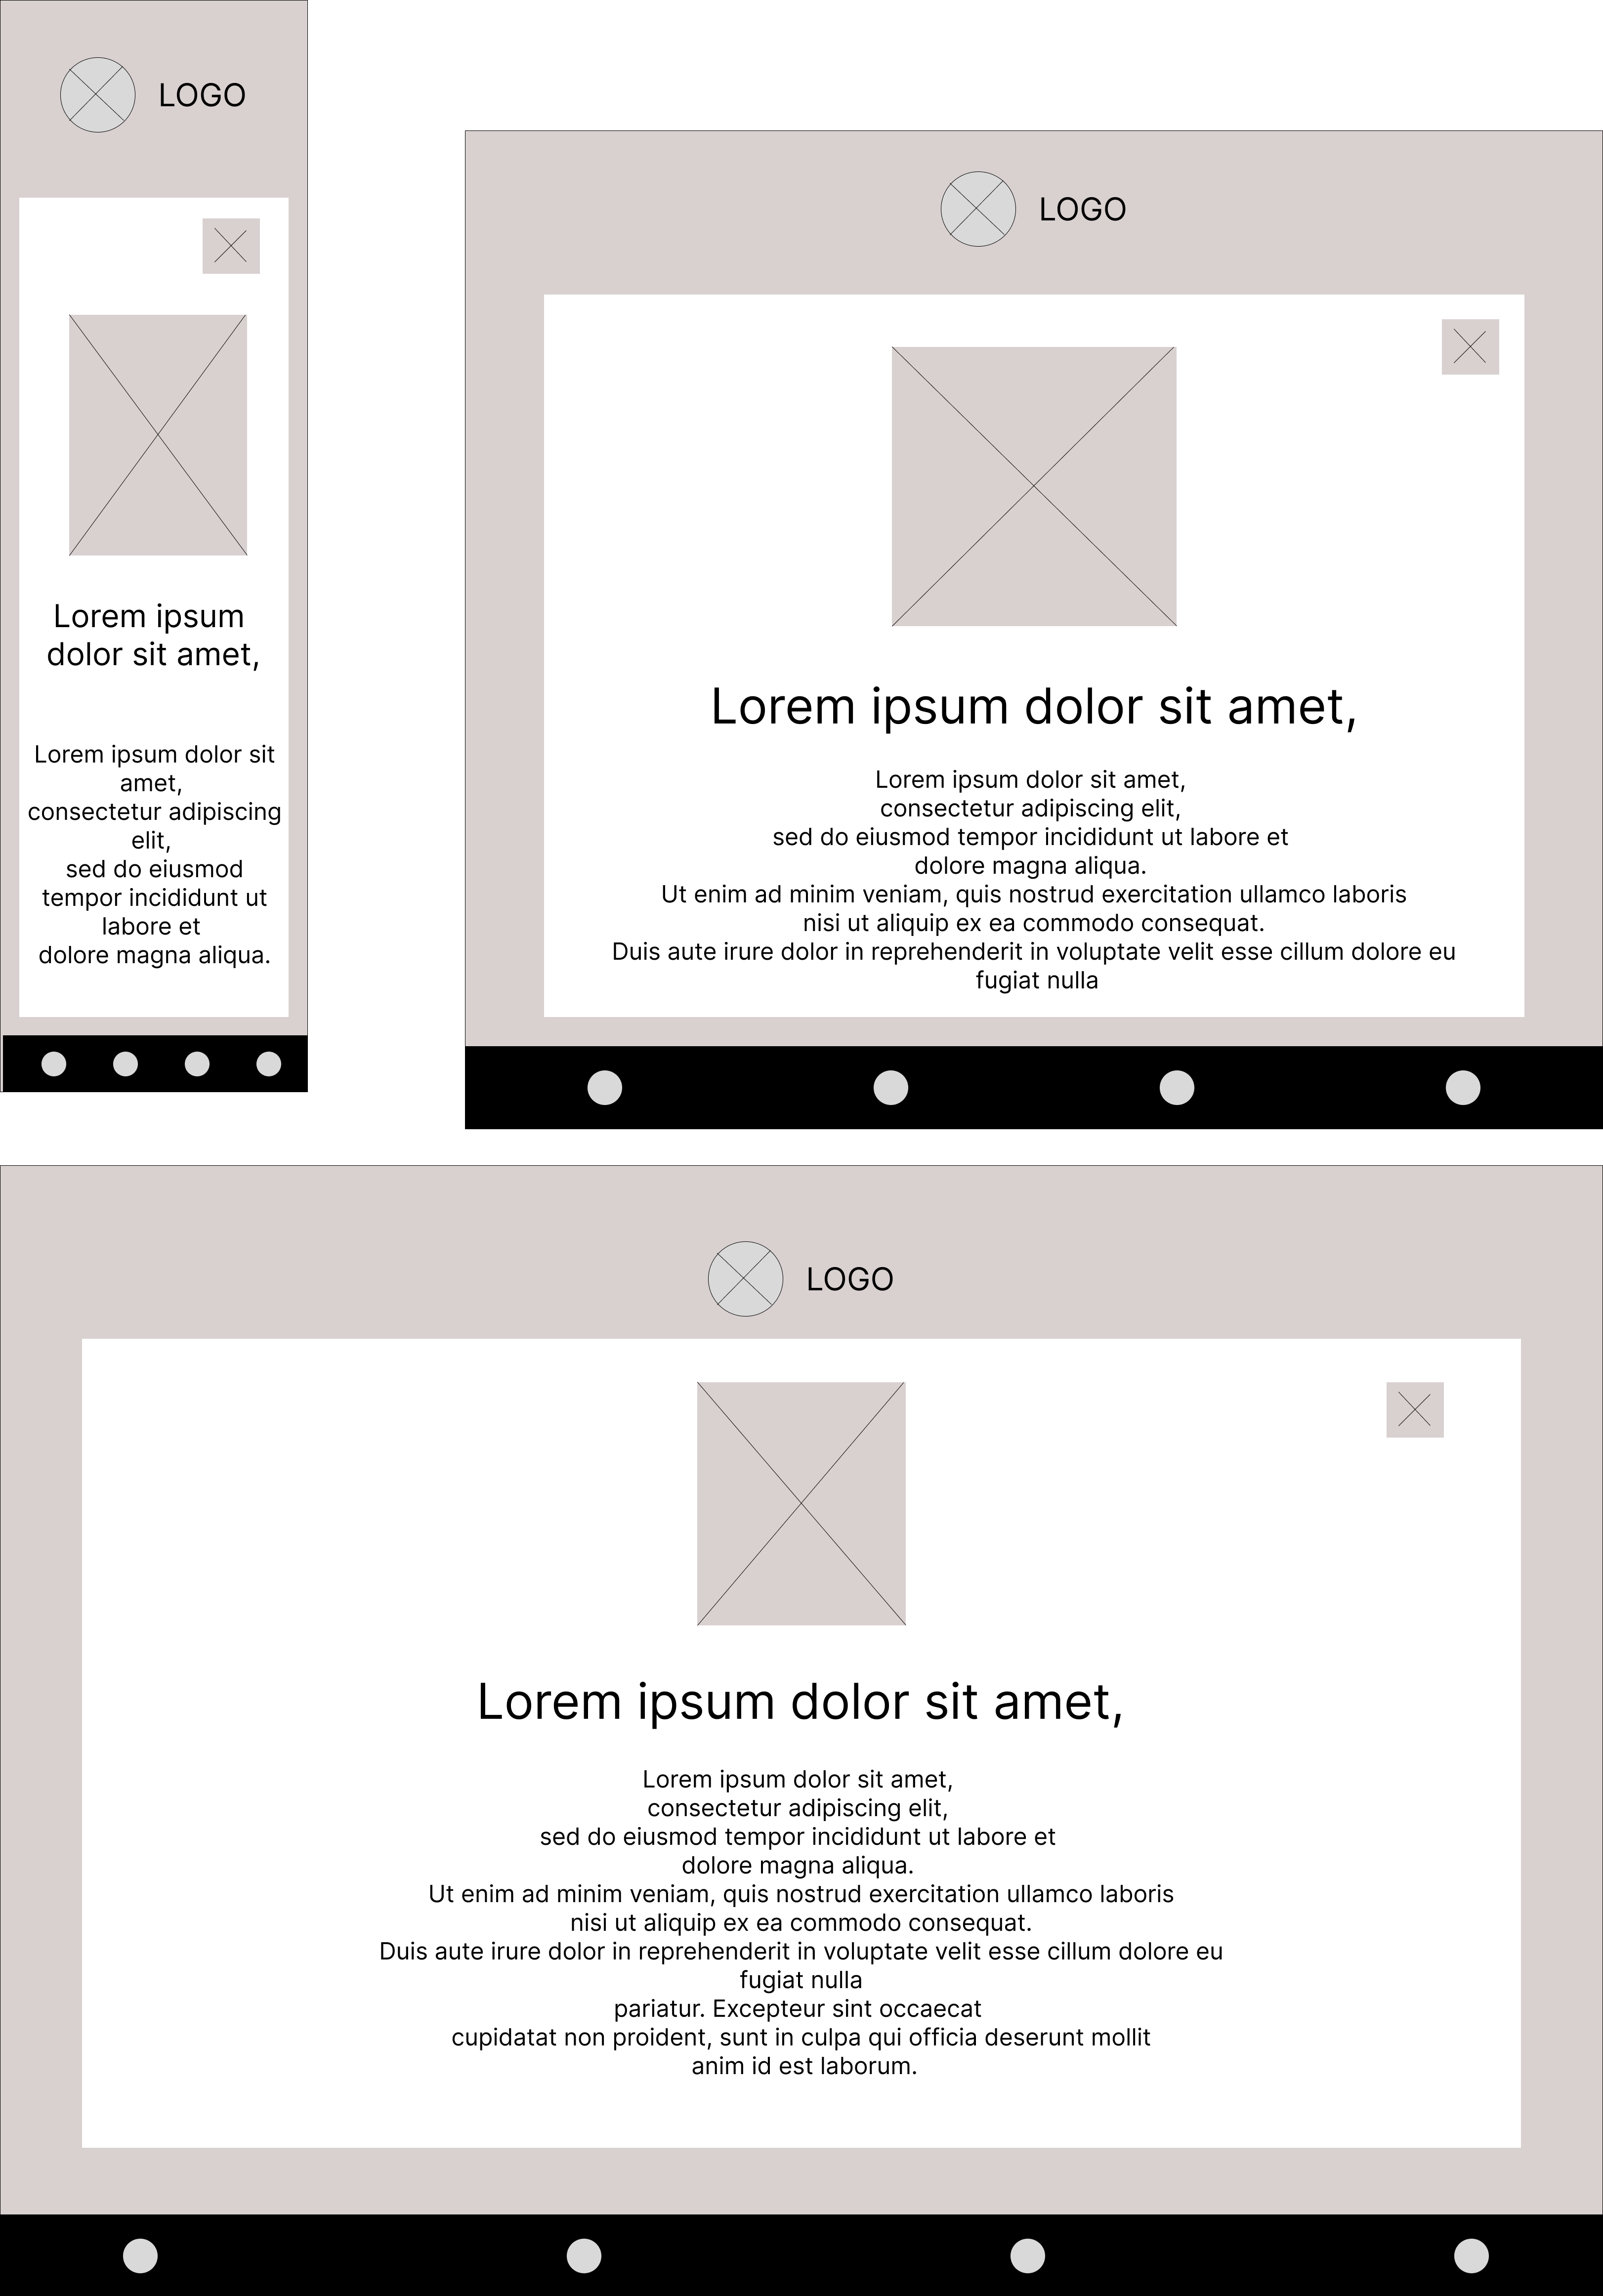 LOGO
Lorem ipsum
dolor sit amet,
Lorem ipsum dolor sit
amet,
consectetur adipiscing
elit,
sed do eiusmod
tempor incididunt ut
labore et
dolore magna aliqua.
LOGO
Lorem ipsum dolor sit amet,
Lorem ipsum dolor sit amet,
consectetur adipiscing elit,
sed do eiusmod tempor incididunt ut labore et
dolore magna aliqua.
Ut enim ad minim veniam, quis nostrud exercitation ullamco laboris
nisi ut aliquip ex ea commodo consequat.
Duis aute irure dolor in reprehenderit in voluptate velit esse cillum dolore eu
fugiat nulla
LOGO
Lorem ipsum dolor sit amet,
Lorem ipsum dolor sit amet,
consectetur adipiscing elit,
sed do eiusmod tempor incididunt ut labore et
dolore magna aliqua.
Ut enim ad minim veniam, quis nostrud exercitation ullamco laboris
nisi ut aliquip ex ea commodo consequat.
Duis aute irure dolor in reprehenderit in voluptate velit esse cillum dolore eu
fugiat nulla
pariatur. Excepteur sint occaecat
cupidatat non proident, sunt in culpa qui officia deserunt mollit
anim id est laborum.